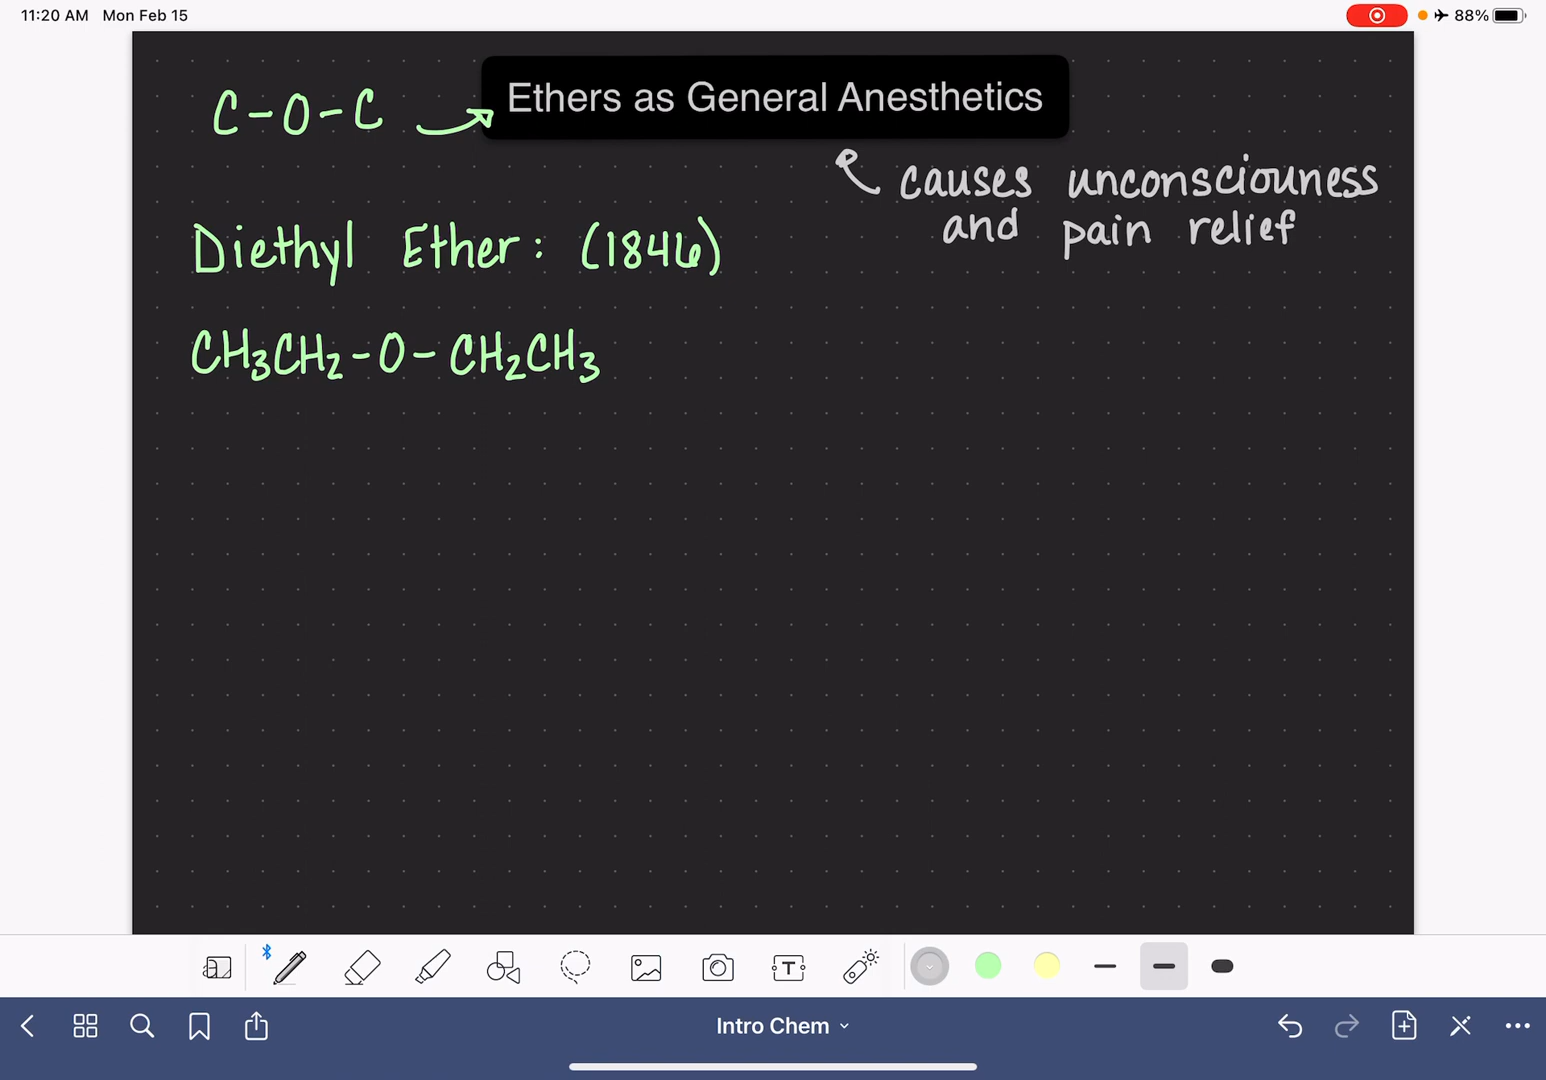 11:20 AM Mon Feb 15
88%
C-O-C
Ethers as General Anesthetics
causes unconsciouness
and pain relief
Diethyl Ether: (1846)
CH₃CH₂-O-CH₂CH₃
a
T
Intro Chem